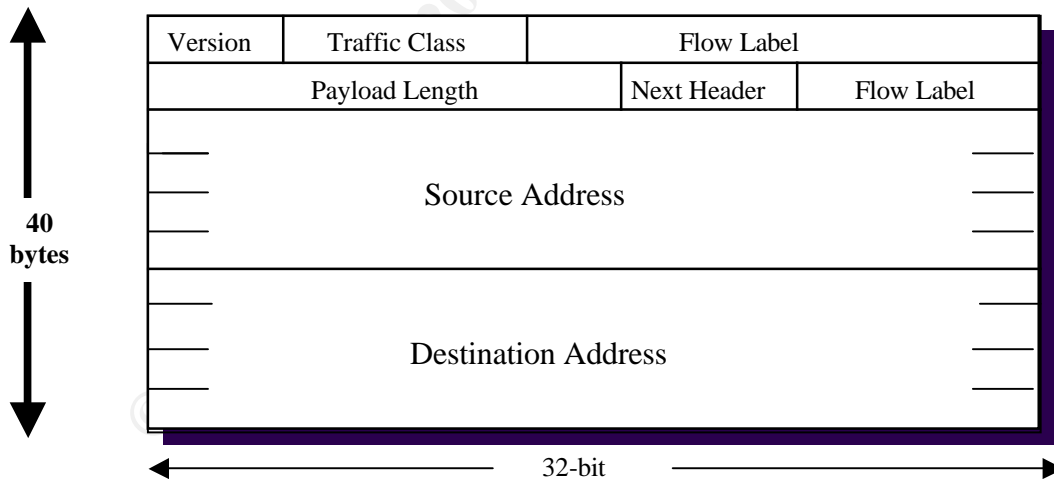 Version Traffic Class Flow Label
Payload Length Next Header Flow Label
Source Address
40
bytes
Destination Address
32-bit